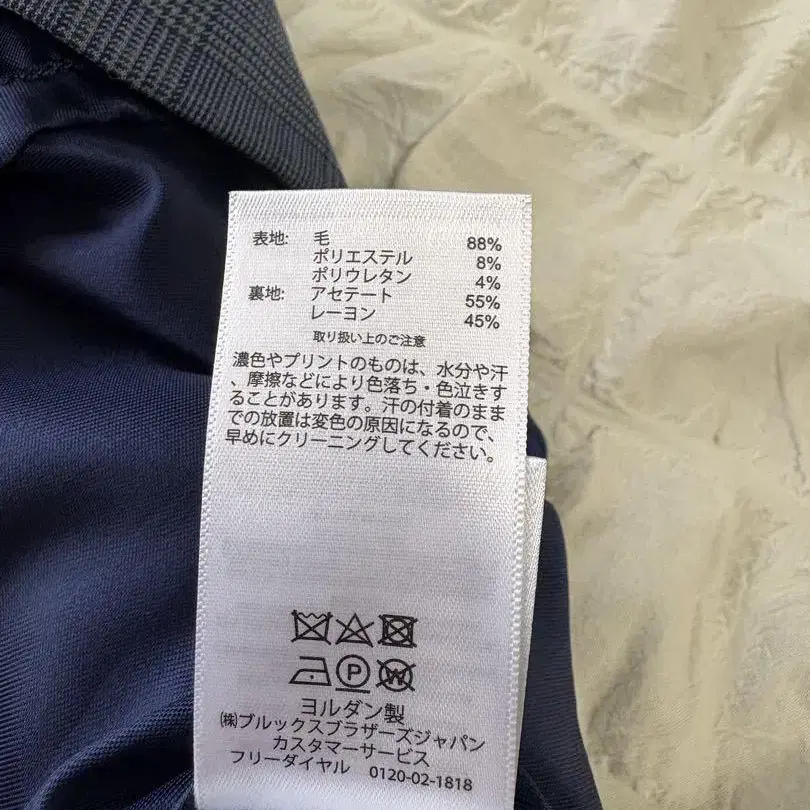 表地: 毛 88%
ポリエステル 8%
ポリウレタン 4%
裏地: アセテート 55%
レーヨン 45%
取り扱い上のご注意
濃色やプリントのものは、水分や汗
、摩擦などにより色落ち・色泣きす
ることがあります。汗の付着のまま
での放置は変色の原因になるので、
早めにクリーニングしてください。
P W
ヨルダン製
㈱ブルックスブラザーズジャパン
カスタマーサービス
フリーダイヤル 0120-02-1818